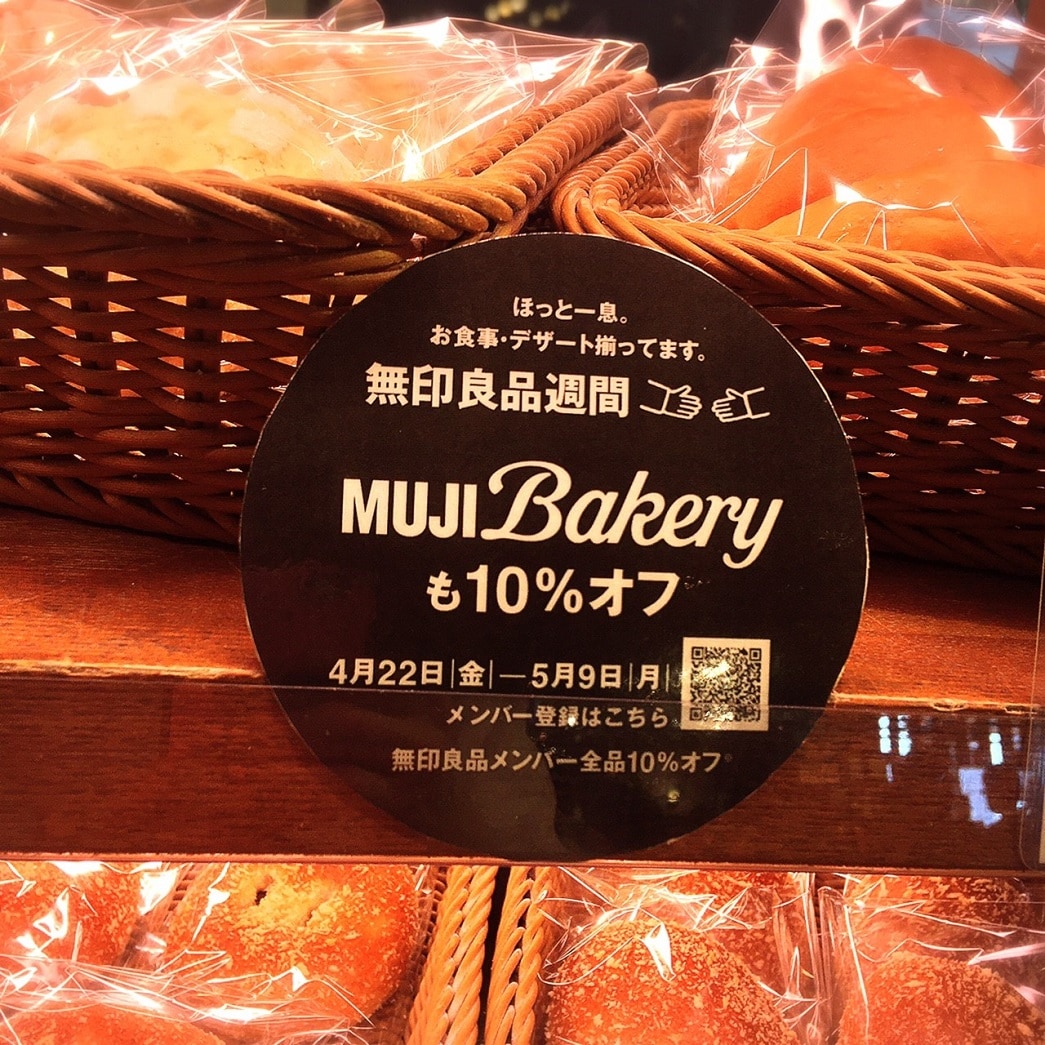 ほっと一息。
お食事・デザート揃ってます。
無印良品週間
MUJI Bakery
も10%オフ
4月22日|金|—5月9日|月|
メンバー登録はこちら
無印良品メンバー全品10%オフ